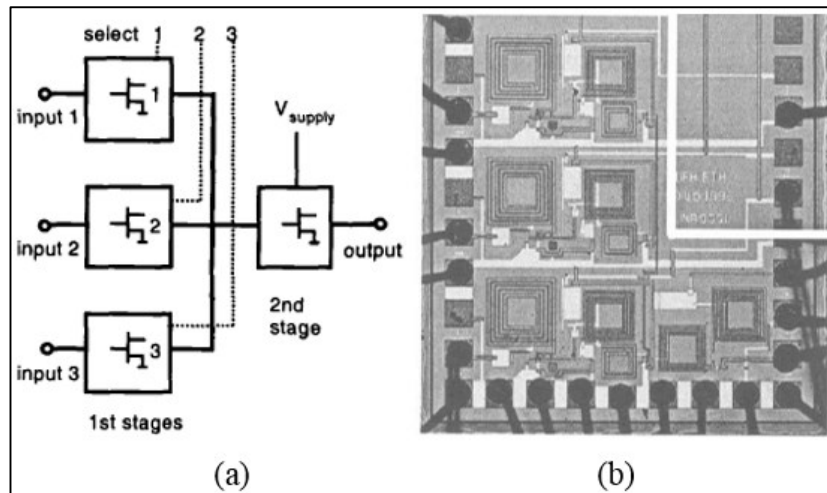 select 1 2 3
input 1
1
V supply
input 2
2
output
2nd
stage
input 3
3
1st stages
(a)
(b)